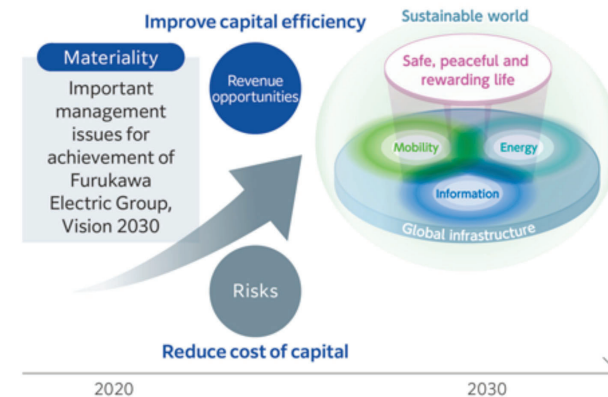 Improve capital efficiency
Materiality
Important
management
issues for
achievement of
Furukawa
Electric Group,
Vision 2030
Revenue
opportunities
Risks
Reduce cost of capital
Sustainable world
Safe, peaceful and
rewarding life
Mobility
Energy
Information
Global infrastructure
2020
2030